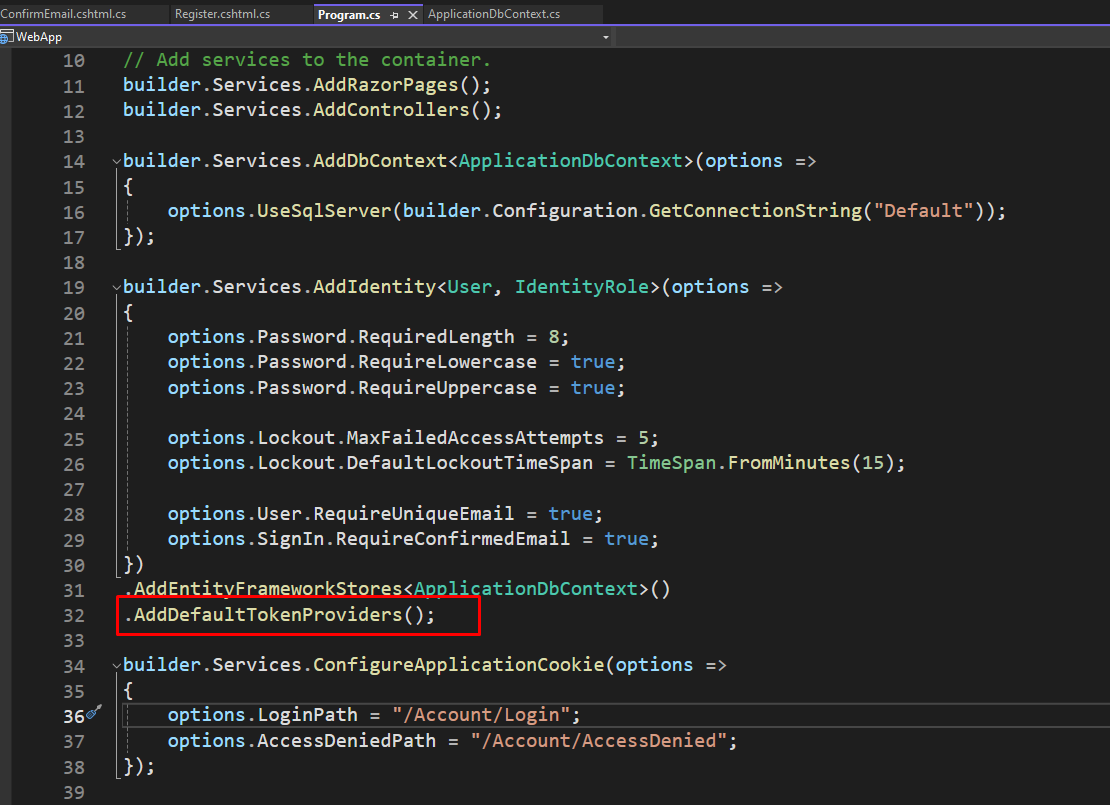 ConfirmEmail.cshtml.cs Register.cshtml.cs Program.cs ApplicationDbContext.cs
WebApp
10 // Add services to the container.
11 builder.Services.AddRazorPages();
12 builder.Services.AddControllers();
13
14 builder.Services.AddDbContext<ApplicationDbContext>(options =>
15 {
16 options.UseSqlServer(builder.Configuration.GetConnectionString("Default"));
17 });
18
19 builder.Services.AddIdentity<User, IdentityRole>(options =>
20 {
21 options.Password.RequiredLength = 8;
22 options.Password.RequireLowercase = true;
23 options.Password.RequireUppercase = true;
24
25 options.Lockout.MaxFailedAccessAttempts = 5;
26 options.Lockout.DefaultLockoutTimeSpan = TimeSpan.FromMinutes(15);
27
28 options.User.RequireUniqueEmail = true;
29 options.SignIn.RequireConfirmedEmail = true;
30 })
31 .AddEntityFrameworkStores<ApplicationDbContext>()
32 .AddDefaultTokenProviders();
33
34 builder.Services.ConfigureApplicationCookie(options =>
35 {
36 options.LoginPath = "/Account/Login";
37 options.AccessDeniedPath = "/Account/AccessDenied";
38 });
39